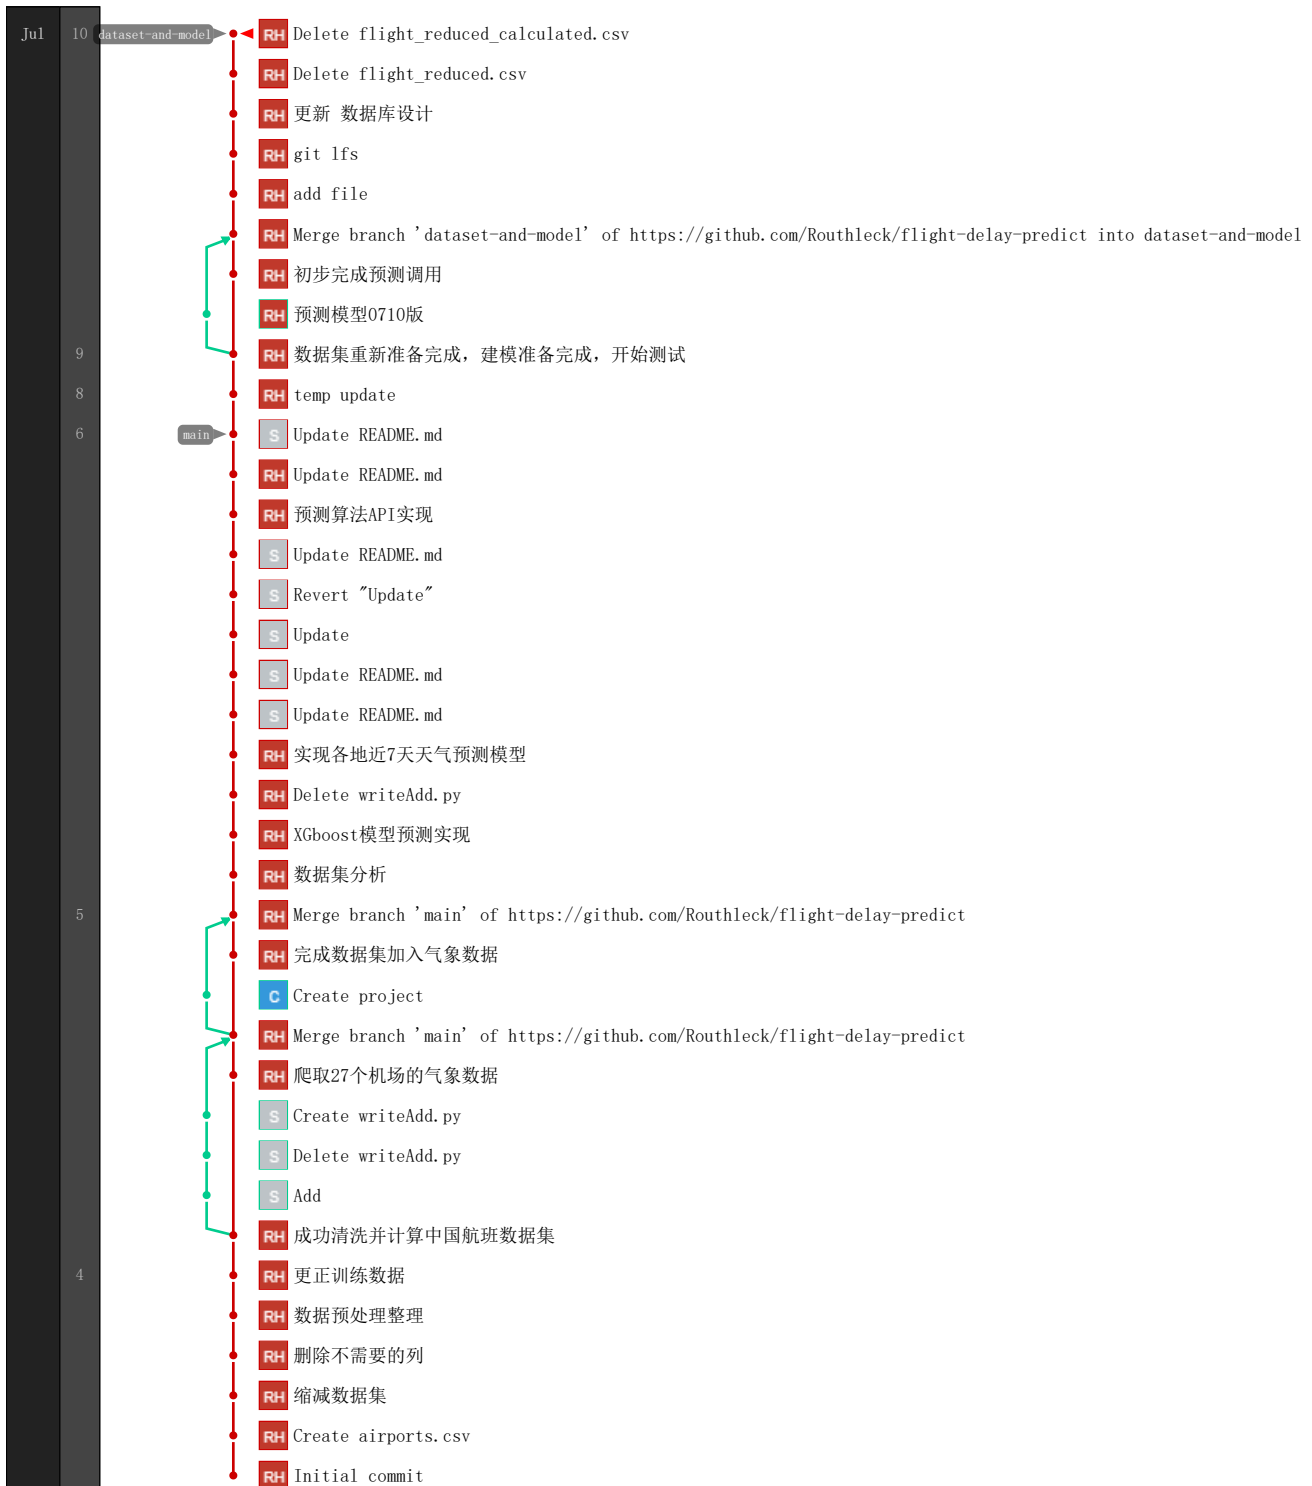 Jul 10 dataset-and-model RH Delete flight_reduced_calculated.csv
RH Delete flight_reduced.csv
RH 更新 数据库设计
RH git lfs
RH add file
RH Merge branch 'dataset-and-model' of https://github.com/Routhleck/flight-delay-predict into dataset-and-model
RH 初步完成预测调用
RH 预测模型0710版
9 RH 数据集重新准备完成，建模准备完成，开始测试
8 RH temp update
6 main S Update README.md
RH Update README.md
RH 预测算法API实现
S Update README.md
S Revert "Update"
S Update
S Update README.md
S Update README.md
RH 实现各地近7天天气预测模型
RH Delete writeAdd.py
RH XGboost模型预测实现
RH 数据集分析
5 RH Merge branch 'main' of https://github.com/Routhleck/flight-delay-predict
RH 完成数据集加入气象数据
C Create project
RH Merge branch 'main' of https://github.com/Routhleck/flight-delay-predict
RH 爬取27个机场的气象数据
S Create writeAdd.py
S Delete writeAdd.py
S Add
RH 成功清洗并计算中国航班数据集
4 RH 更正训练数据
RH 数据预处理整理
RH 删除不需要的列
RH 缩减数据集
RH Create airports.csv
RH Initial commit